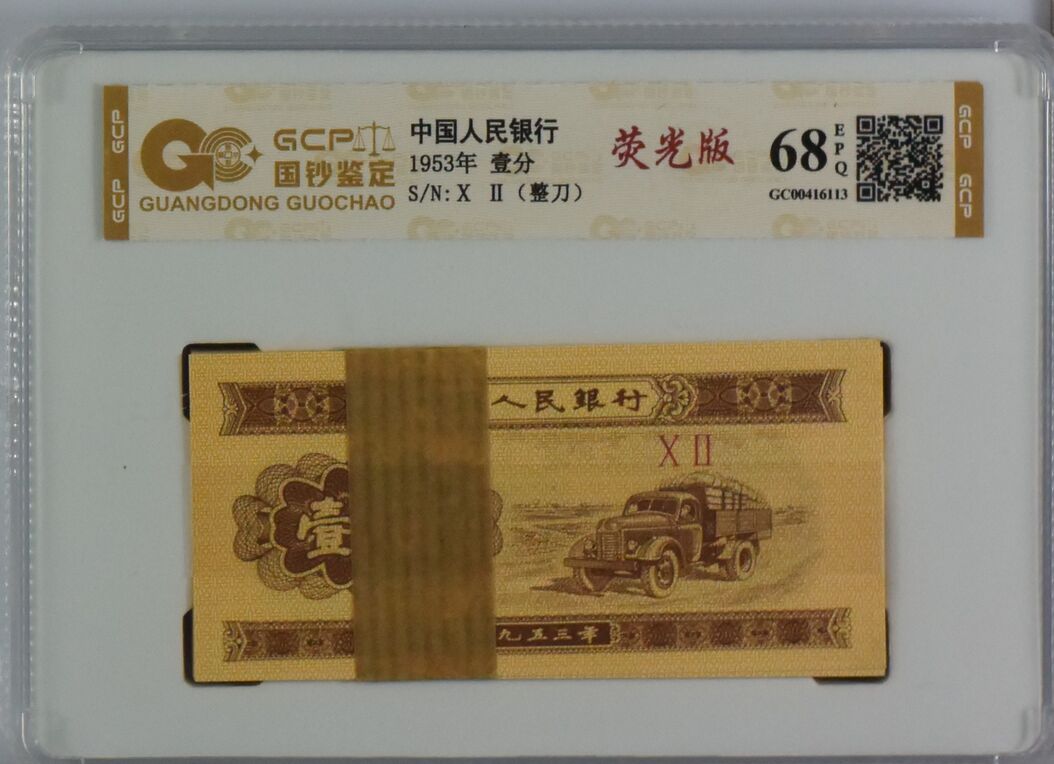 GCP
GCP
GC
GCP
国钞鉴定
GUANGDONG GUOCHAO
中国人民银行
1953年 壹分
S/N: X Ⅱ（整刀）
荧光版
68
EPQ
GC00416113
GCP
GCP
人民銀行
X II
壹
九五三年